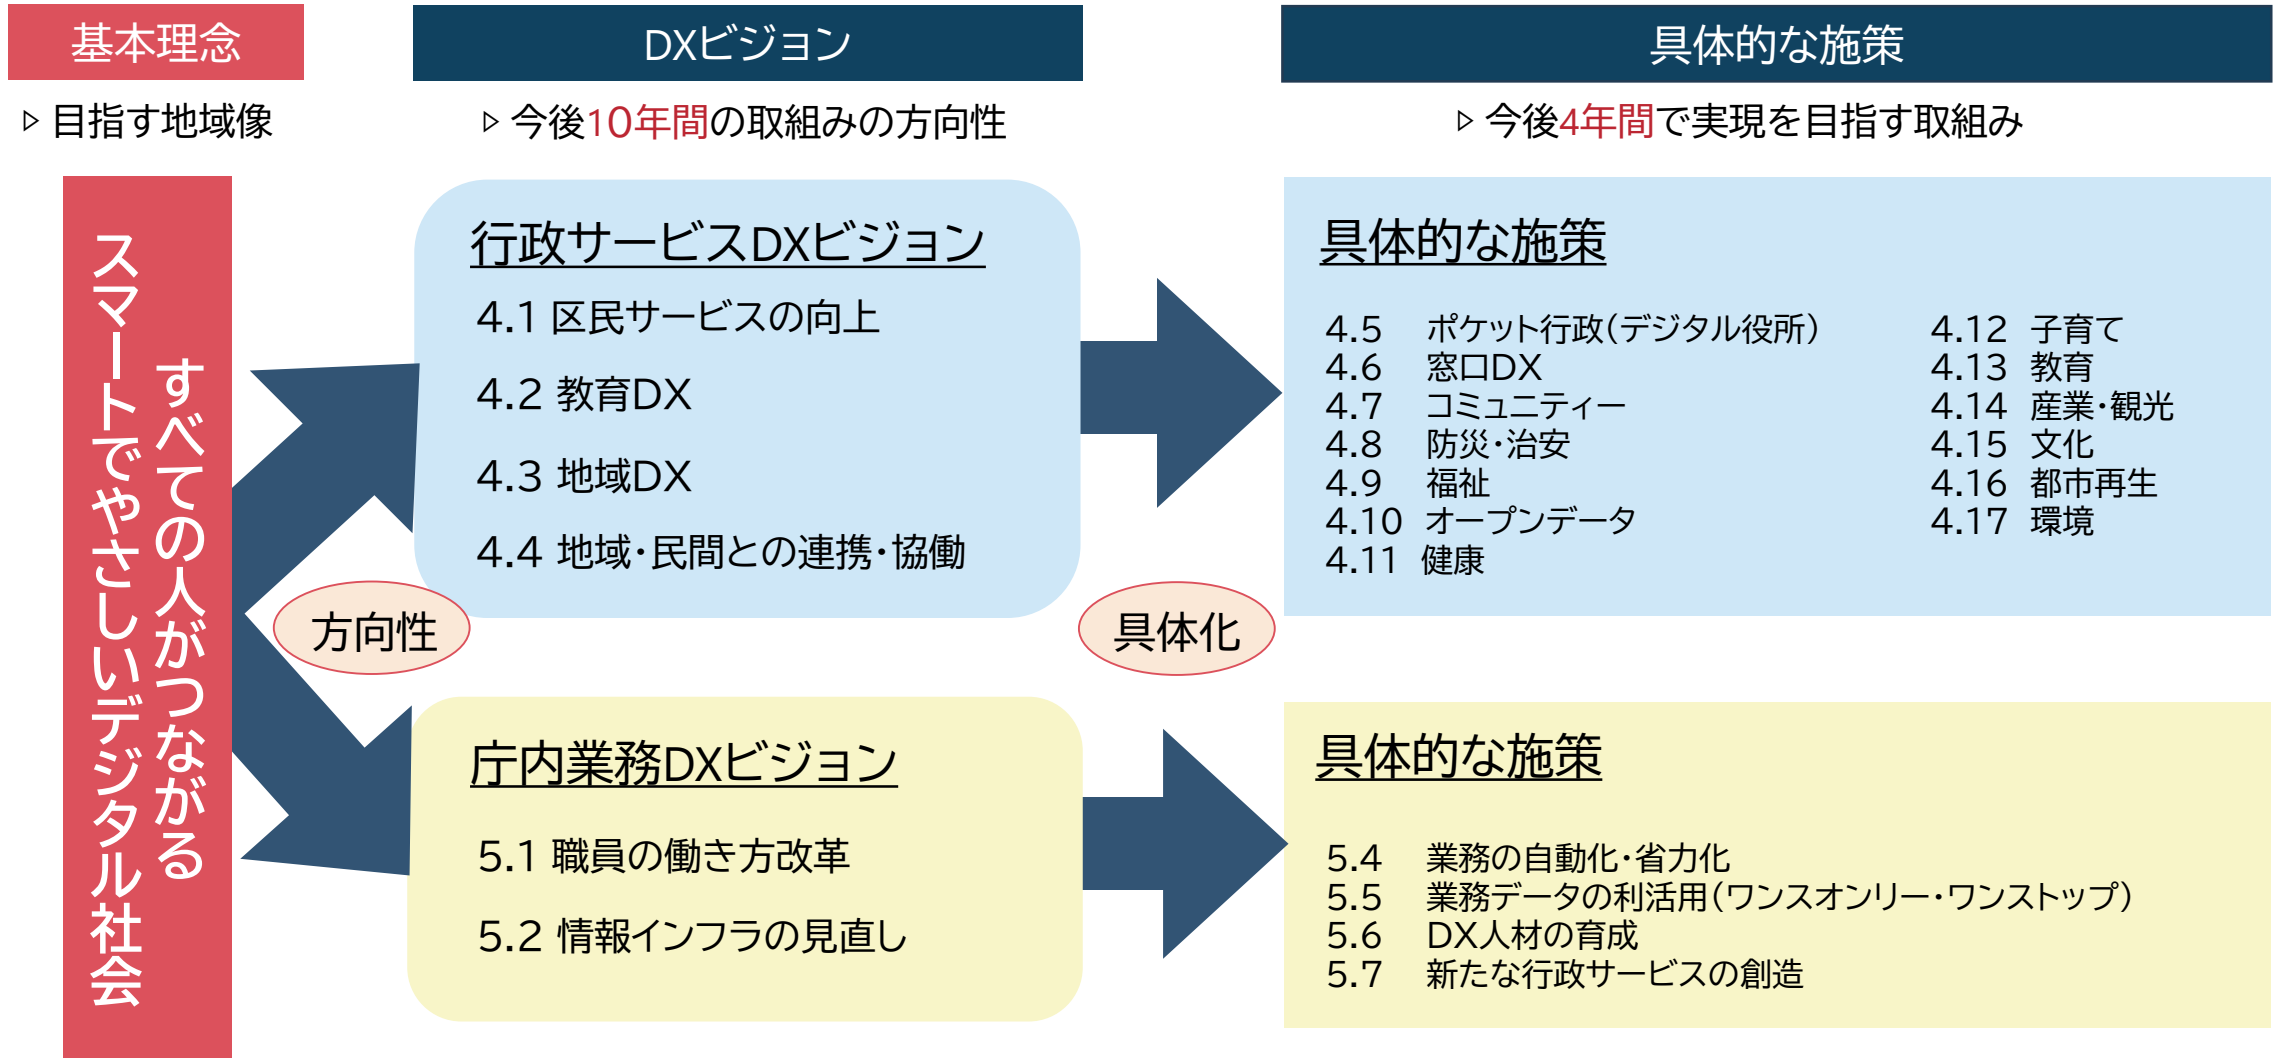 基本理念
▷ 目指す地域像
すべての人がつながる
スマートでやさしいデジタル社会
DXビジョン
▷ 今後10年間の取組みの方向性
行政サービスDXビジョン
4.1 区民サービスの向上
4.2 教育DX
4.3 地域DX
4.4 地域・民間との連携・協働
方向性
庁内業務DXビジョン
5.1 職員の働き方改革
5.2 情報インフラの見直し
具体化
具体的な施策
▷ 今後4年間で実現を目指す取組み
具体的な施策
4.5 ポケット行政(デジタル役所)
4.6 窓口DX
4.7 コミュニティー
4.8 防災・治安
4.9 福祉
4.10 オープンデータ
4.11 健康
4.12 子育て
4.13 教育
4.14 産業・観光
4.15 文化
4.16 都市再生
4.17 環境
具体的な施策
5.4 業務の自動化・省力化
5.5 業務データの利活用(ワンスオンリー・ワンストップ)
5.6 DX人材の育成
5.7 新たな行政サービスの創造